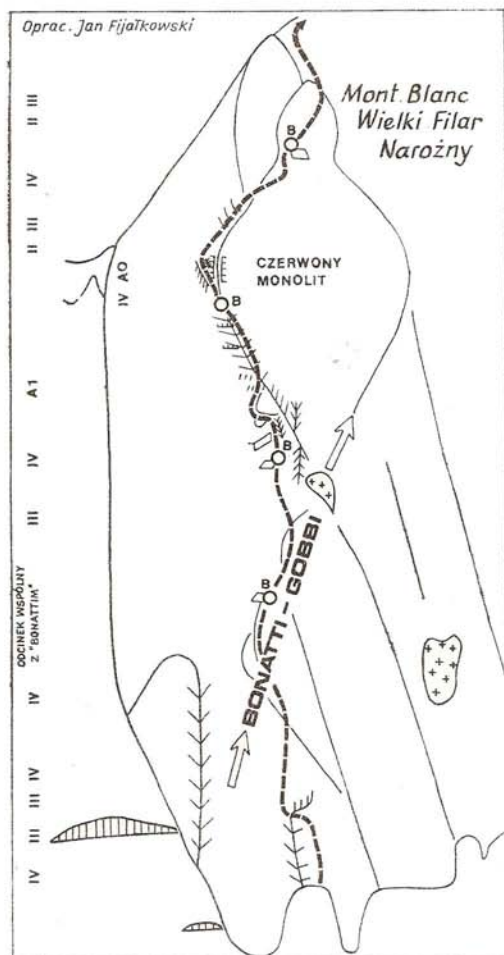 Oprac. Jan Fijałkowski
Mont. Blanc
Wielki Filar
Narożny
B
CZERWONY
MONOLIT
B
B
B
BONATTI - GOBBI
II III
IV
II III
IV AO
A1
IV
III
ODCINEK WSPÓLNY
Z "BONATTIM"
IV
III IV
III
IV